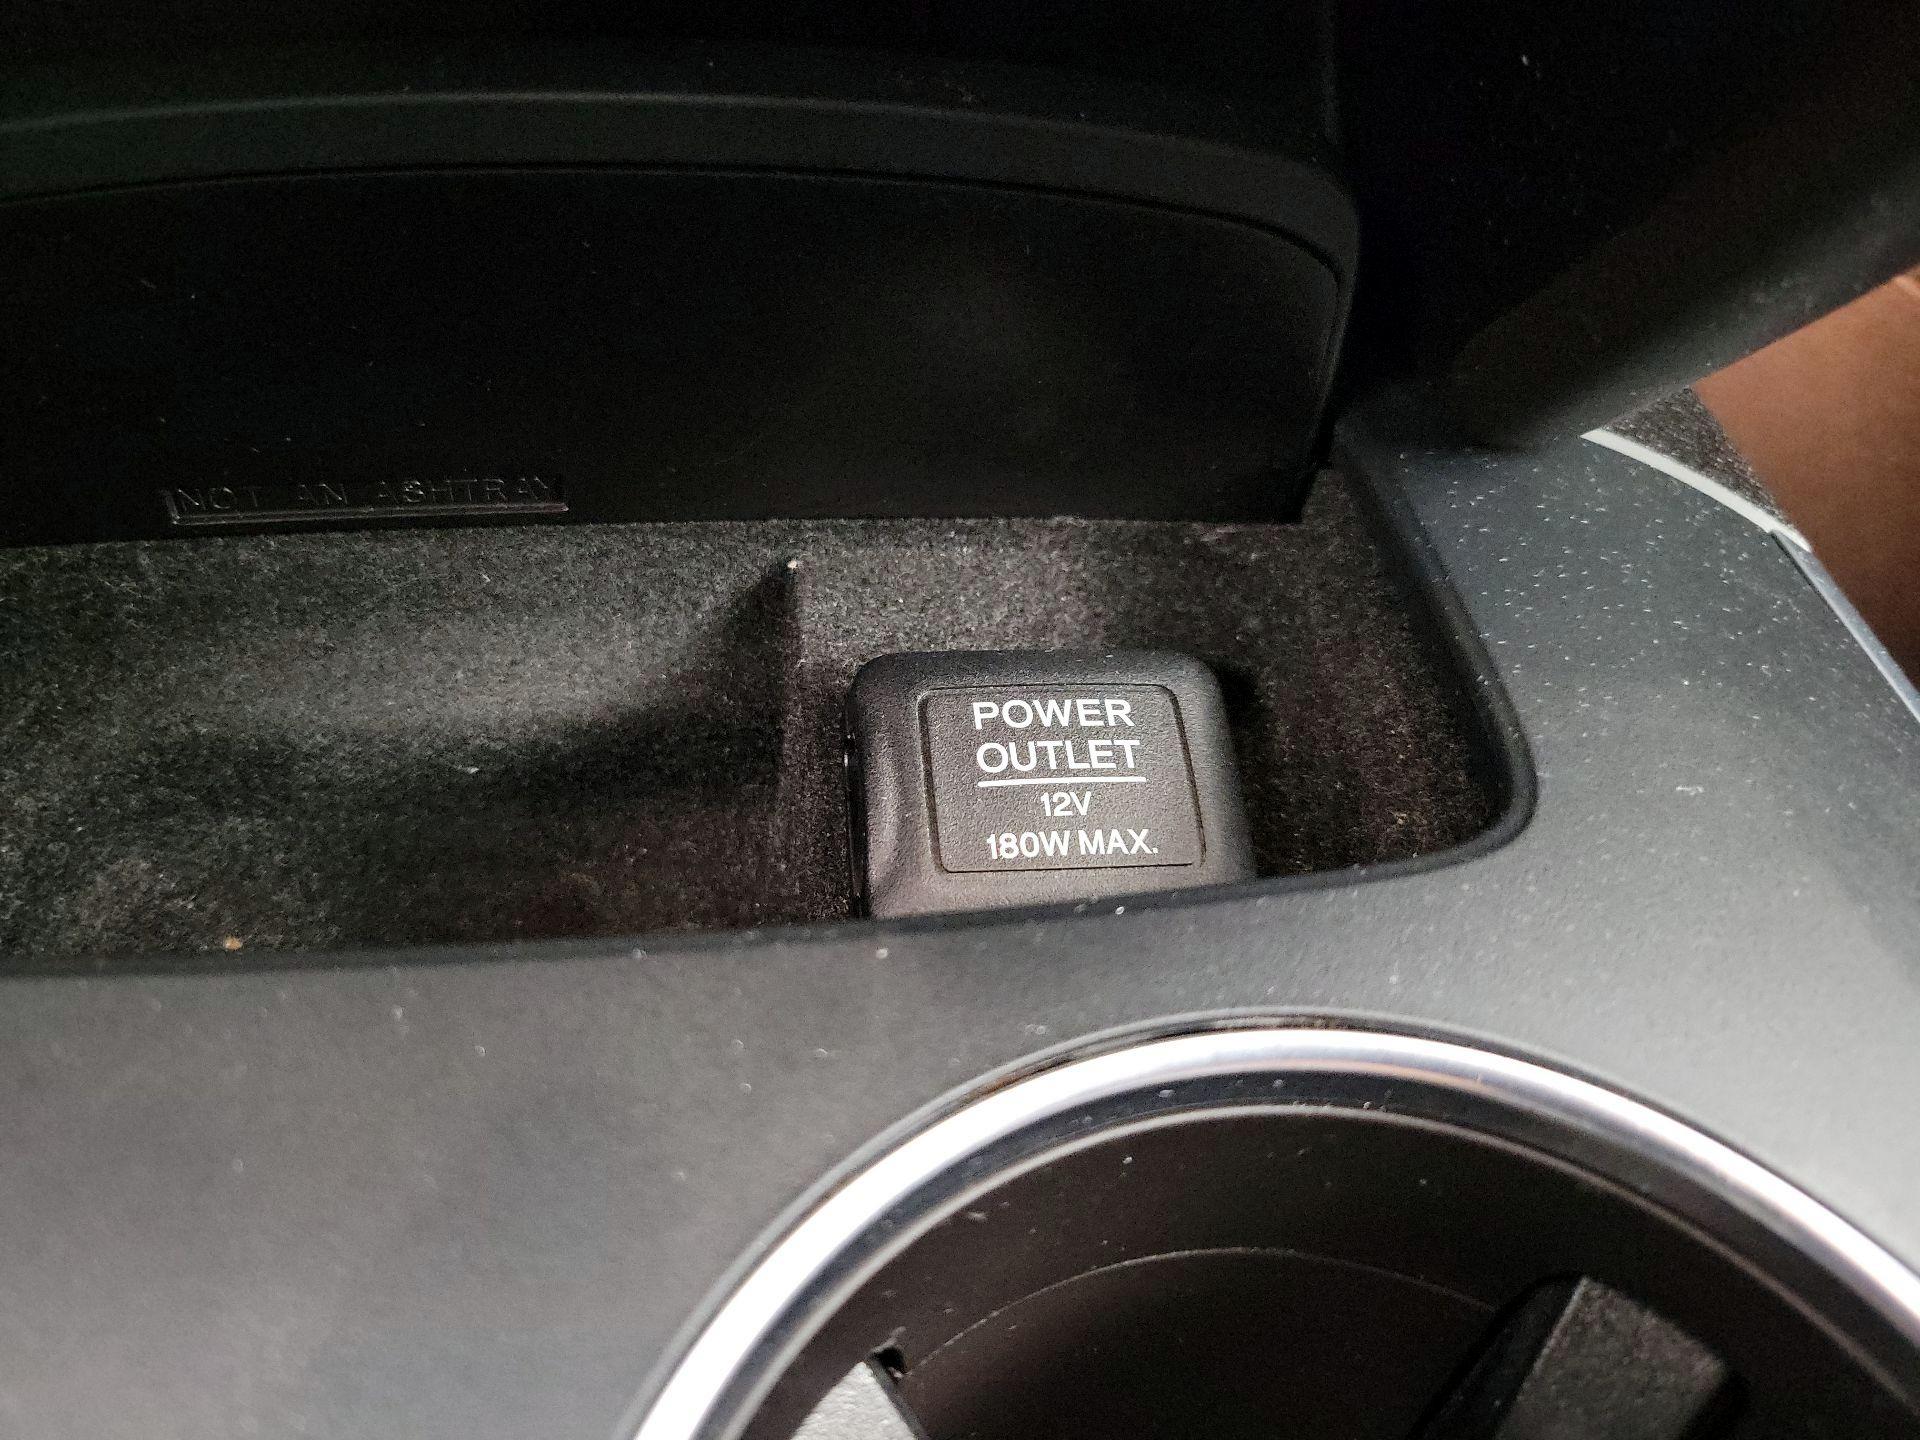 NOT AN ASHTRAY
POWER
OUTLET
12V
180W MAX.